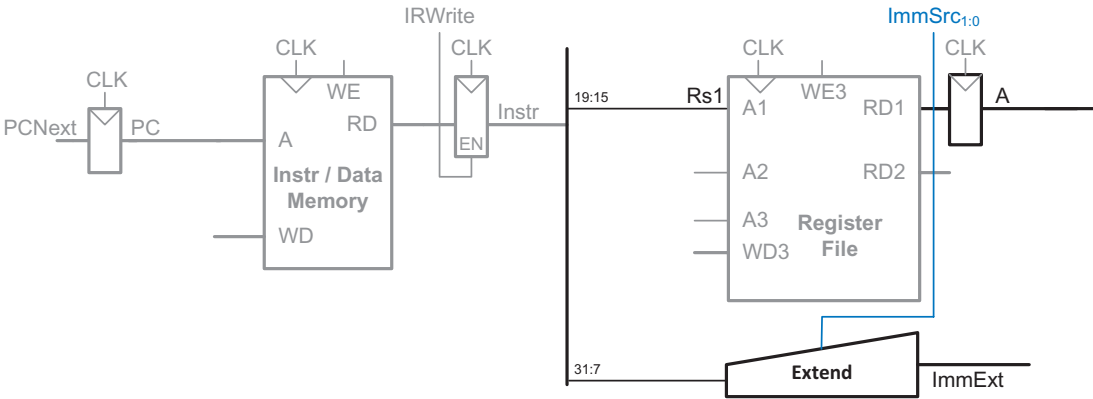 IRWrite
ImmSrc1:0
CLK
CLK
CLK
CLK
CLK
WE
WE3
PCNext
PC
A
RD
EN
Instr
Instr / Data
Memory
WD
19:15
Rs1
A1
RD1
A
A2
RD2
A3
Register
File
WD3
31:7
Extend
ImmExt